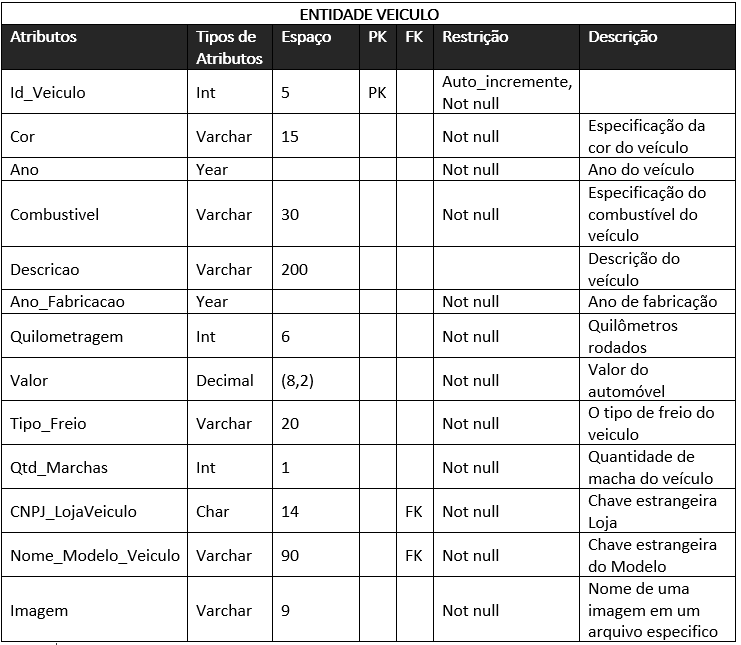 ENTIDADE VEICULO
Atributos Tipos de Atributos Espaço PK FK Restrição Descrição
Id_Veiculo Int 5 PK Auto_incremente, Not null
Cor Varchar 15 Not null Especificação da cor do veículo
Ano Year Not null Ano do veículo
Combustivel Varchar 30 Not null Especificação do combustível do veículo
Descricao Varchar 200 Descrição do veículo
Ano_Fabricacao Year Not null Ano de fabricação
Quilometragem Int 6 Not null Quilômetros rodados
Valor Decimal (8,2) Not null Valor do automóvel
Tipo_Freio Varchar 20 Not null O tipo de freio do veiculo
Qtd_Marchas Int 1 Not null Quantidade de macha do veículo
CNPJ_LojaVeiculo Char 14 FK Not null Chave estrangeira Loja
Nome_Modelo_Veiculo Varchar 90 FK Not null Chave estrangeira do Modelo
Imagem Varchar 9 Not null Nome de uma imagem em um arquivo especifico